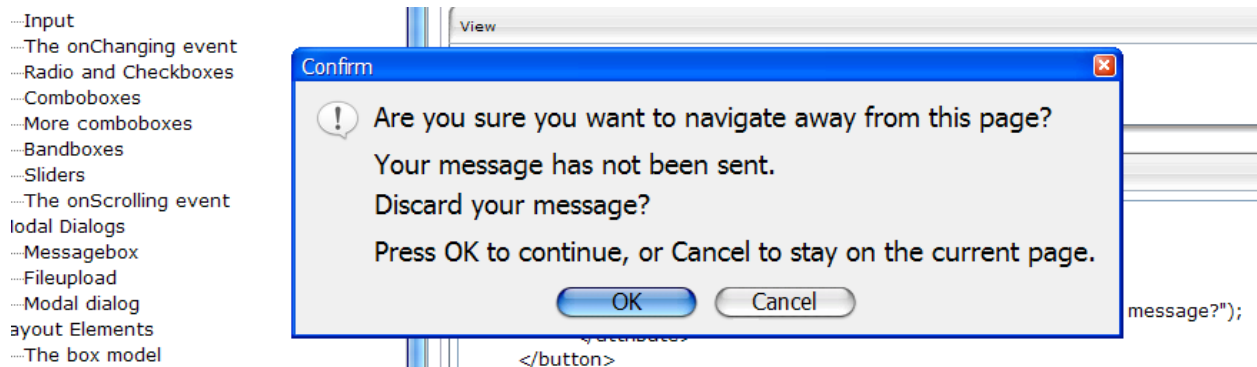 Input
The onChanging event
Radio and Checkboxes
Comboboxes
More comboboxes
Bandboxes
Sliders
The onScrolling event
odal Dialogs
Messagebox
Fileupload
Modal dialog
ayout Elements
The box model
View
Confirm
Are you sure you want to navigate away from this page?
Your message has not been sent.
Discard your message?
Press OK to continue, or Cancel to stay on the current page.
OK Cancel
message?");
</button>